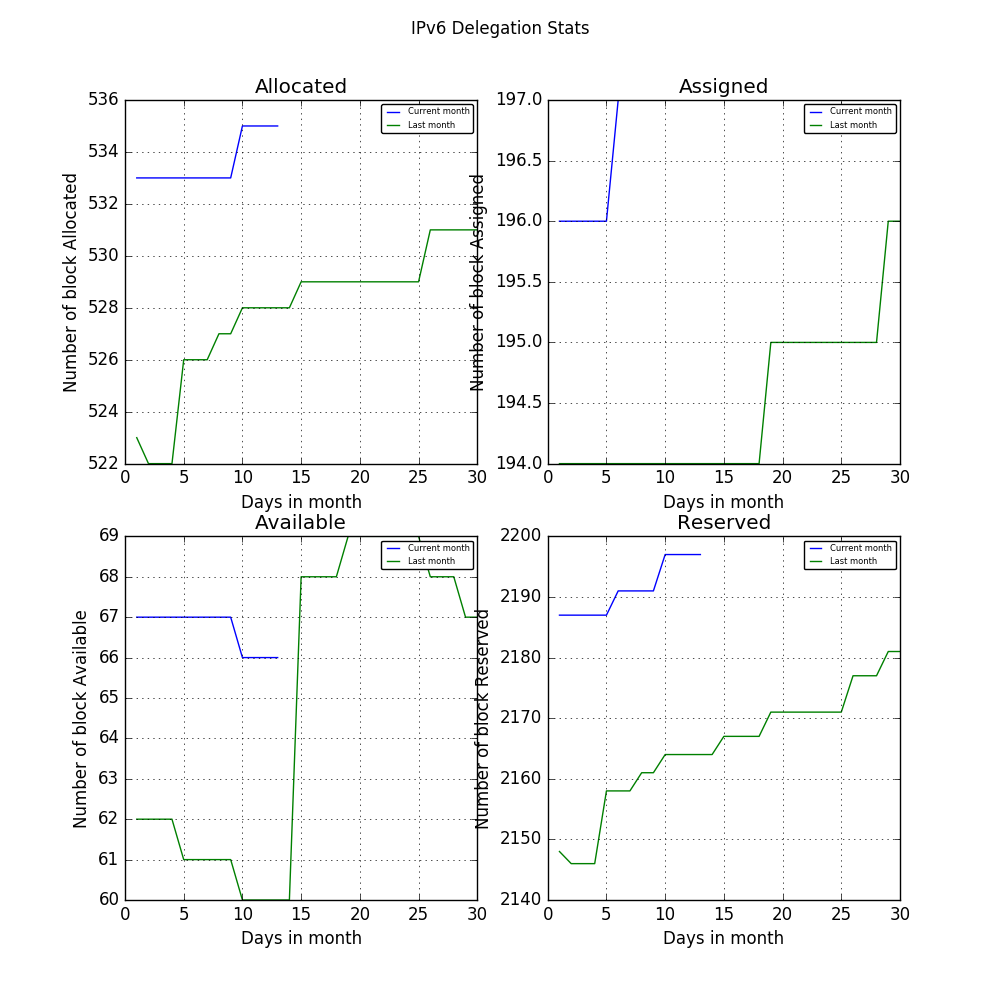 IPv6 Delegation Stats
Allocated
536
534
532
530
528
526
524
522
0 5 10 15 20 25 30
Number of block Allocated
Days in month
Current month
Last month
Assigned
197.0
196.5
196.0
195.5
195.0
194.5
194.0
0 5 10 15 20 25 30
Number of block Assigned
Days in month
Current month
Last month
Available
69
68
67
66
65
64
63
62
61
60
0 5 10 15 20 25 30
Number of block Available
Days in month
Current month
Last month
Reserved
2200
2190
2180
2170
2160
2150
2140
0 5 10 15 20 25 30
Number of block Reserved
Days in month
Current month
Last month